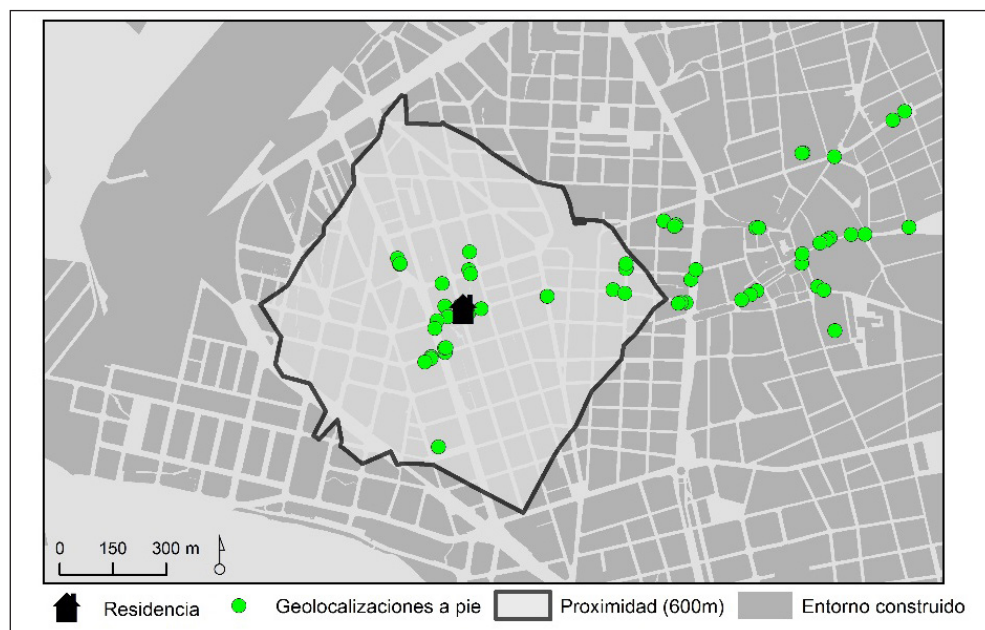 0 150 300 m
Residencia Geolocalizaciones a pie Proximidad (600m) Entorno construido